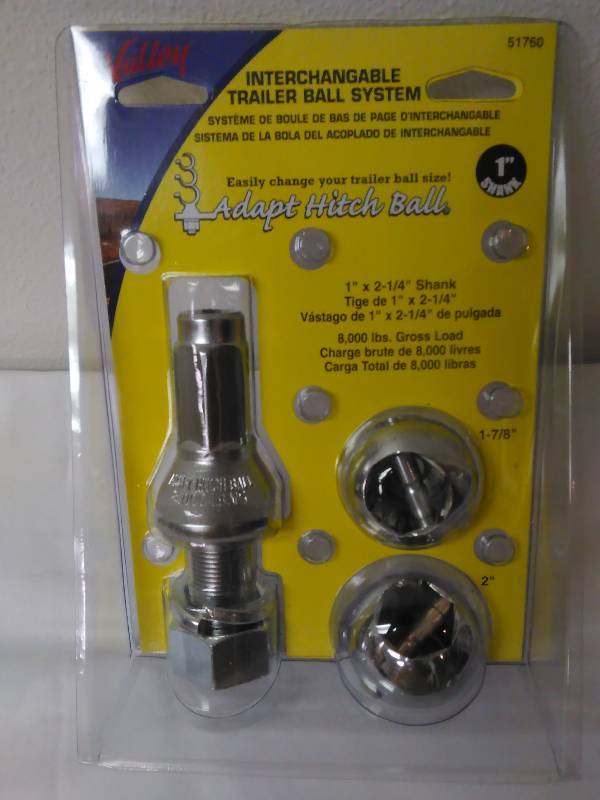 Valley
51760
INTERCHANGABLE
TRAILER BALL SYSTEM
SYSTÈME DE BOULE DE BAS DE PAGE D'INTERCHANGABLE
SISTEMA DE LA BOLA DEL ACOPLADO DE INTERCHANGABLE
1"
SHANK
Easily change your trailer ball size!
Adapt Hitch Ball®
1" x 2-1/4" Shank
Tige de 1" x 2-1/4"
Vástago de 1" x 2-1/4" de pulgada
8,000 lbs. Gross Load
Charge brute de 8,000 livres
Carga Total de 8,000 libras
1-7/8"
2"